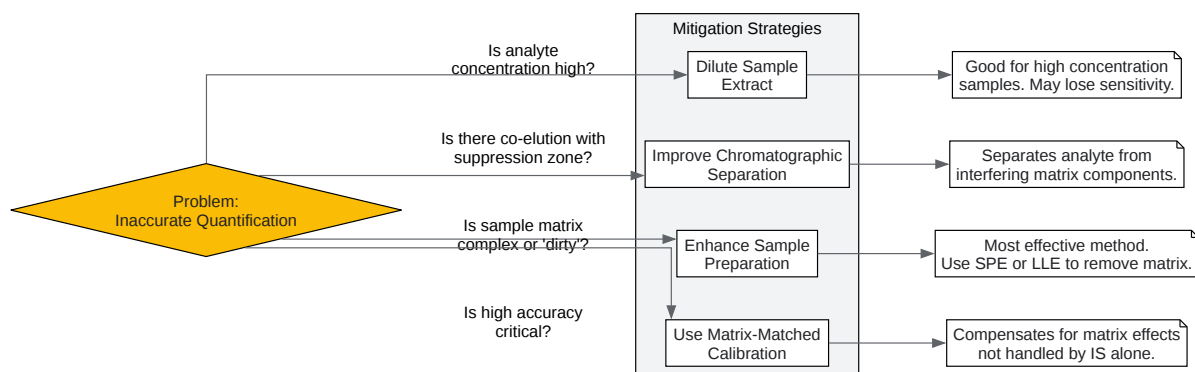 Mitigation Strategies
Is analyte
concentration high?
Dilute Sample
Extract
Good for high concentration
samples. May lose sensitivity.
Is there co-elution with
suppression zone?
Improve Chromatographic
Separation
Separates analyte from
interfering matrix components.
Problem:
Inaccurate Quantification
Is sample matrix
complex or 'dirty'?
Enhance Sample
Preparation
Most effective method.
Use SPE or LLE to remove matrix.
Is high accuracy
critical?
Use Matrix-Matched
Calibration
Compensates for matrix effects
not handled by IS alone.